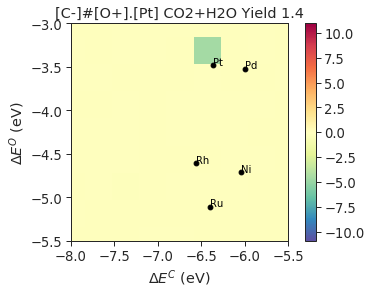 [C-]#[O+].[Pt] CO2+H2O Yield 1.4
−3.0
−3.5
−4.0
−4.5
−5.0
−5.5
ΔE^O (eV)
Pt
Pd
Rh
Ni
Ru
−8.0 −7.5 −7.0 −6.5 −6.0 −5.5
ΔE^C (eV)
10.0
7.5
5.0
2.5
0.0
−2.5
−5.0
−7.5
−10.0